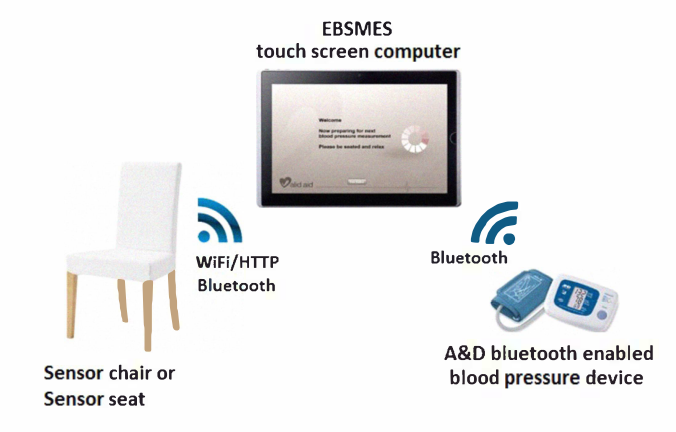 EBSMES
touch screen computer
Welcome
Now preparing for next
blood pressure measurement
Please be seated and relax
WiFi/HTTP
Bluetooth
Bluetooth
A&D bluetooth enabled
blood pressure device
Sensor chair or
Sensor seat